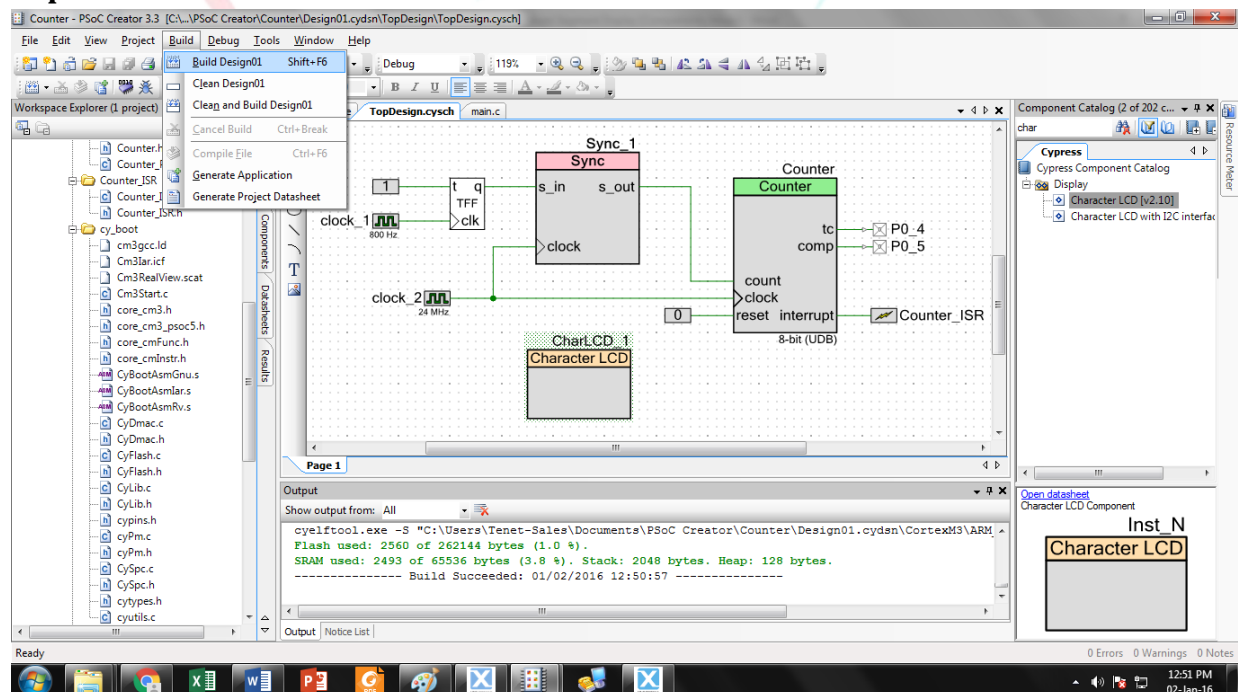 Counter - PSoC Creator 3.3 [C:\...\PSoC Creator\Counter\Design01.cydsn\TopDesign\TopDesign.cysch]
File Edit View Project Build Debug Tools Window Help
Build Design01 Shift+F6
Clean Design01
Clean and Build Design01
Cancel Build Ctrl+Break
Compile File Ctrl+F6
Generate Application
Generate Project Datasheet
Debug 119%
B I U
Workspace Explorer (1 project)
Counter.h
Counter_ISR
Counter_ISR.h
cy_boot
cm3gcc.ld
Cm3Iar.icf
Cm3RealView.scat
Cm3Start.c
core_cm3.h
core_cm3_psoc5.h
core_cmFunc.h
core_cmInstr.h
CyBootAsmGnu.s
CyBootAsmIar.s
CyBootAsmRv.s
CyDmac.c
CyDmac.h
CyFlash.c
CyFlash.h
CyLib.c
CyLib.h
cypins.h
cyPm.c
cyPm.h
CySpc.c
CySpc.h
cytypes.h
cyutils.c
Components
Datasheets
Results
TopDesign.cysch main.c
Sync_1
Sync
s_in s_out
clock
1
t q
TFF
clk
clock_1
800 Hz
clock_2
24 MHz
Counter
Counter
tc P0_4
comp P0_5
count
clock
0 reset interrupt Counter_ISR
8-bit (UDB)
CharLCD_1
Character LCD
Page 1
Output
Show output from: All
cyelftool.exe -S "C:\Users\Tenet-Sales\Documents\PSoC Creator\Counter\Design01.cydsn\CortexM3\ARM_
Flash used: 2560 of 262144 bytes (1.0 %).
SRAM used: 2493 of 65536 bytes (3.8 %). Stack: 2048 bytes. Heap: 128 bytes.
--------------- Build Succeeded: 01/02/2016 12:50:57 ---------------
Output Notice List
Component Catalog (2 of 202 c...
char
Cypress
Cypress Component Catalog
Display
Character LCD [v2.10]
Character LCD with I2C interfac
Resource Meter
Open datasheet
Character LCD Component
Inst_N
Character LCD
Ready
0 Errors 0 Warnings 0 Notes
12:51 PM
02-Jan-16